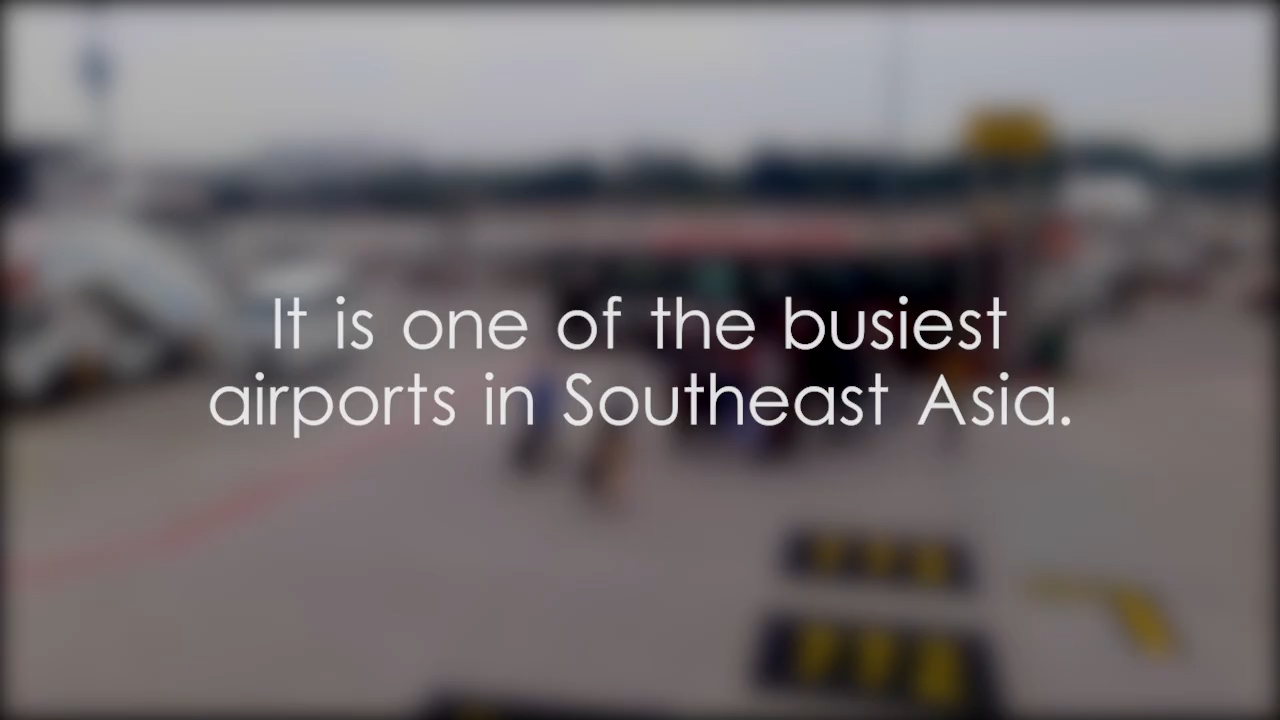 It is one of the busiest
airports in Southeast Asia.